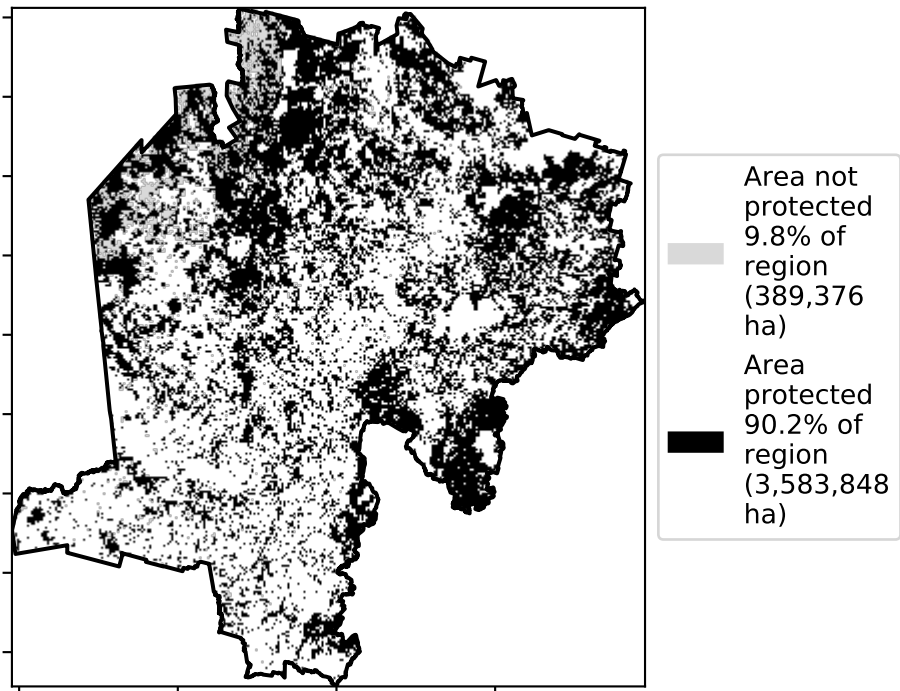 Area not
protected
9.8% of
region
(389,376
ha)
Area
protected
90.2% of
region
(3,583,848
ha)